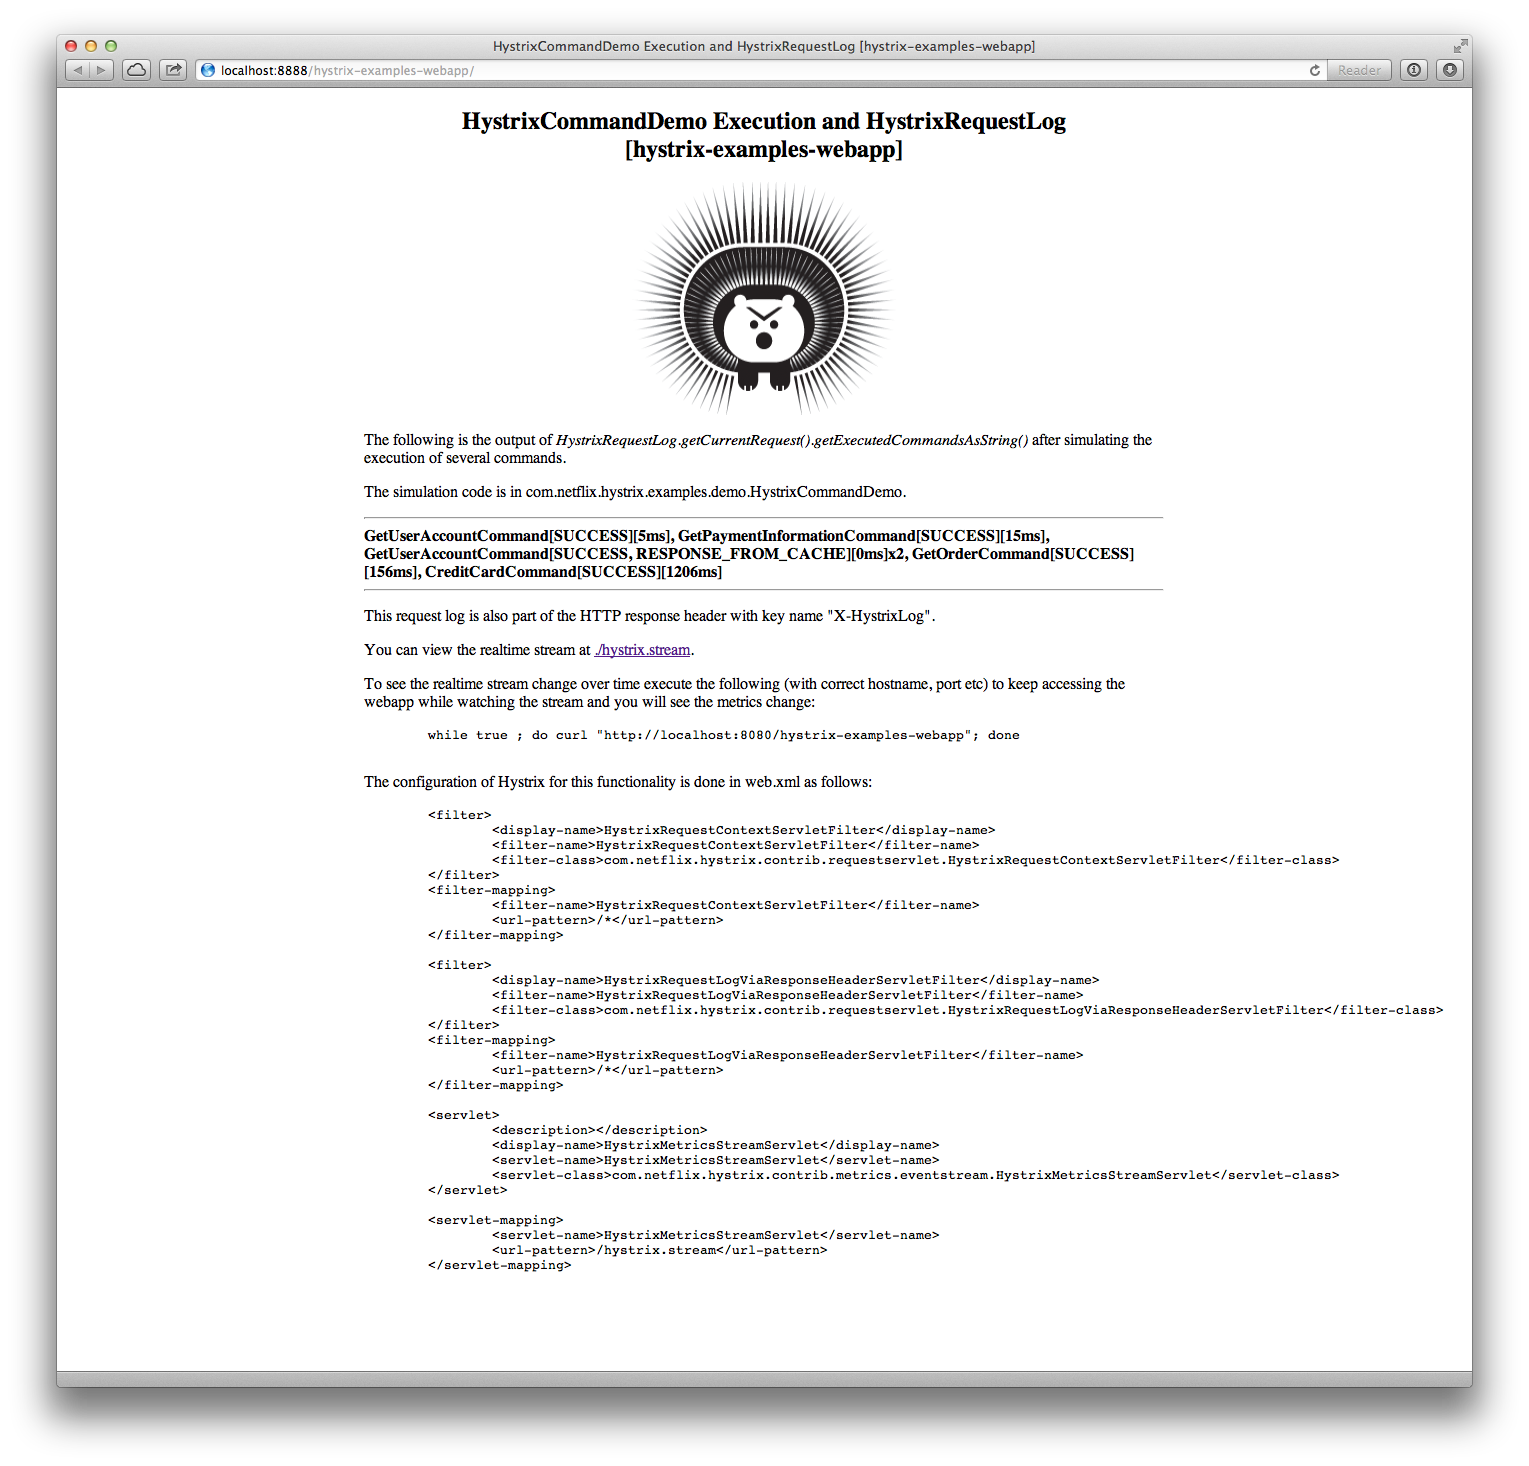 HystrixCommandDemo Execution and HystrixRequestLog [hystrix-examples-webapp]
localhost:8888/hystrix-examples-webapp/
Reader
HystrixCommandDemo Execution and HystrixRequestLog
[hystrix-examples-webapp]
The following is the output of HystrixRequestLog.getCurrentRequest().getExecutedCommandsAsString() after simulating the
execution of several commands.
The simulation code is in com.netflix.hystrix.examples.demo.HystrixCommandDemo.
GetUserAccountCommand[SUCCESS][5ms], GetPaymentInformationCommand[SUCCESS][15ms],
GetUserAccountCommand[SUCCESS, RESPONSE_FROM_CACHE][0ms]x2, GetOrderCommand[SUCCESS]
[156ms], CreditCardCommand[SUCCESS][1206ms]
This request log is also part of the HTTP response header with key name "X-HystrixLog".
You can view the realtime stream at ./hystrix.stream.
To see the realtime stream change over time execute the following (with correct hostname, port etc) to keep accessing the
webapp while watching the stream and you will see the metrics change:
while true ; do curl "http://localhost:8080/hystrix-examples-webapp"; done
The configuration of Hystrix for this functionality is done in web.xml as follows:
<filter>
<display-name>HystrixRequestContextServletFilter</display-name>
<filter-name>HystrixRequestContextServletFilter</filter-name>
<filter-class>com.netflix.hystrix.contrib.requestservlet.HystrixRequestContextServletFilter</filter-class>
</filter>
<filter-mapping>
<filter-name>HystrixRequestContextServletFilter</filter-name>
<url-pattern>/*</url-pattern>
</filter-mapping>
<filter>
<display-name>HystrixRequestLogViaResponseHeaderServletFilter</display-name>
<filter-name>HystrixRequestLogViaResponseHeaderServletFilter</filter-name>
<filter-class>com.netflix.hystrix.contrib.requestservlet.HystrixRequestLogViaResponseHeaderServletFilter</filter-class>
</filter>
<filter-mapping>
<filter-name>HystrixRequestLogViaResponseHeaderServletFilter</filter-name>
<url-pattern>/*</url-pattern>
</filter-mapping>
<servlet>
<description></description>
<display-name>HystrixMetricsStreamServlet</display-name>
<servlet-name>HystrixMetricsStreamServlet</servlet-name>
<servlet-class>com.netflix.hystrix.contrib.metrics.eventstream.HystrixMetricsStreamServlet</servlet-class>
</servlet>
<servlet-mapping>
<servlet-name>HystrixMetricsStreamServlet</servlet-name>
<url-pattern>/hystrix.stream</url-pattern>
</servlet-mapping>